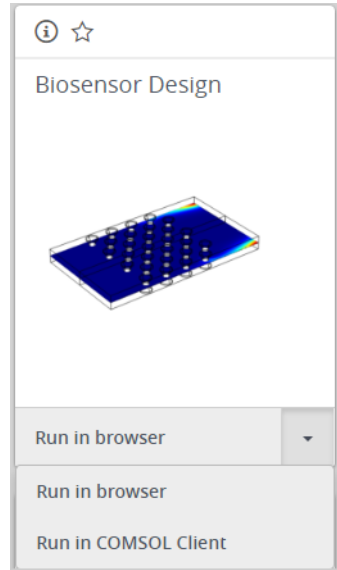 Biosensor Design
Run in browser
Run in browser
Run in COMSOL Client